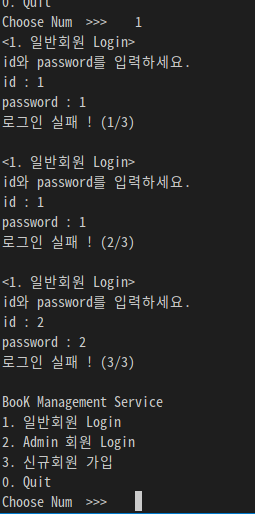 0. Quit
Choose Num  >>>    1
<1. 일반회원 Login>
id와 password를 입력하세요.
id : 1
password : 1
로그인 실패 ! (1/3)
<1. 일반회원 Login>
id와 password를 입력하세요.
id : 1
password : 1
로그인 실패 ! (2/3)
<1. 일반회원 Login>
id와 password를 입력하세요.
id : 2
password : 2
로그인 실패 ! (3/3)
BooK Management Service
1. 일반회원 Login
2. Admin 회원 Login
3. 신규회원 가입
0. Quit
Choose Num  >>>